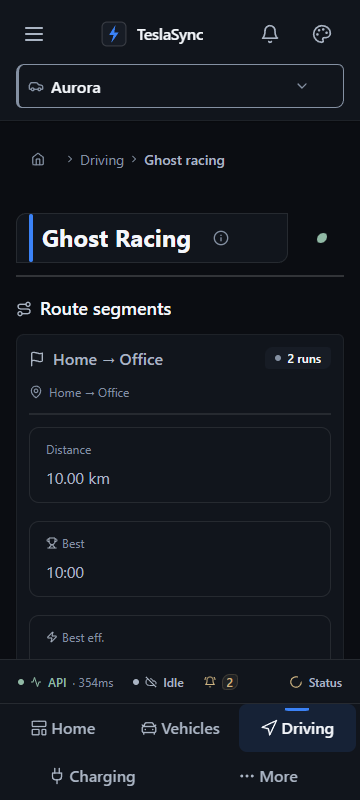 TeslaSync
Aurora
Driving Ghost racing
Ghost Racing
Route segments
Home → Office 2 runs
Home → Office
Distance
10.00 km
Best
10:00
Best eff.
API · 354ms Idle 2 Status
Home Vehicles Driving
Charging More